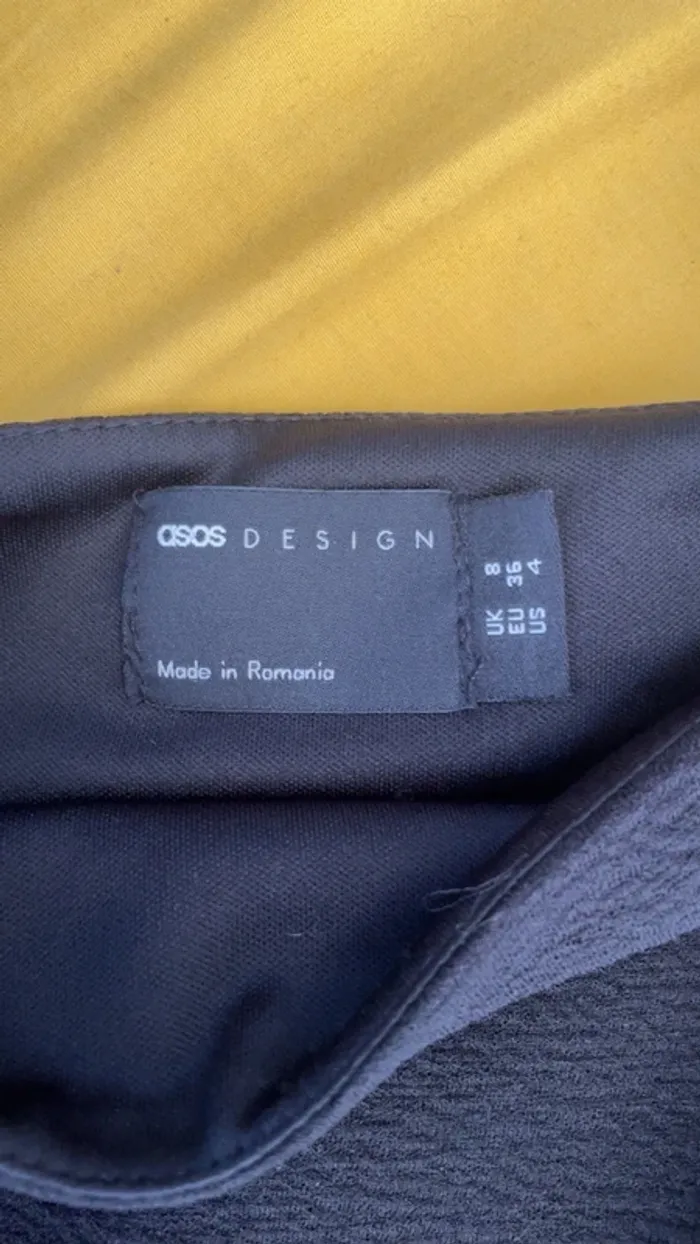 asos DESIGN
Made in Romania
UK 8
EU 36
US 4